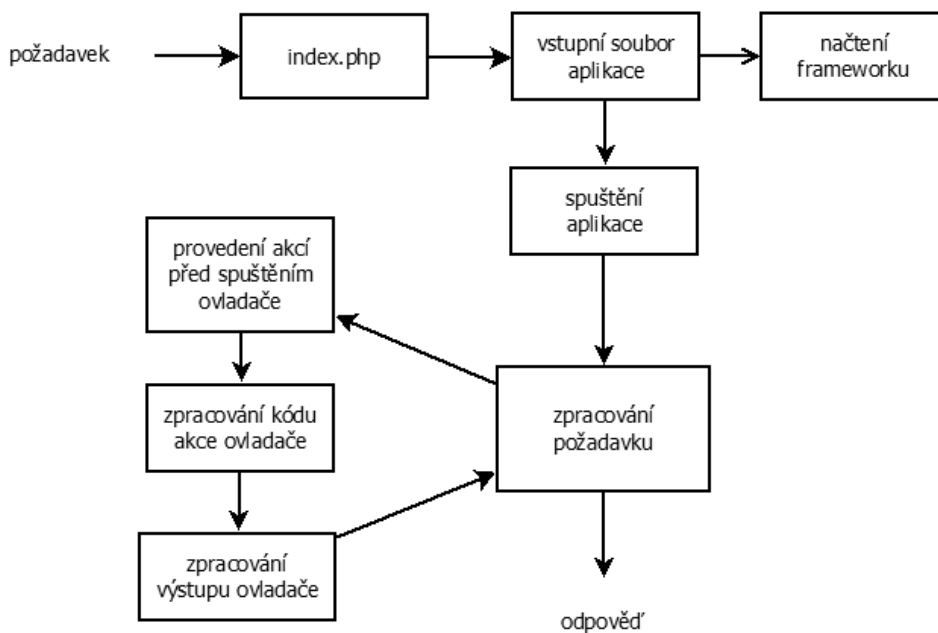 požadavek
index.php
vstupní soubor
aplikace
načtení
frameworku
spuštění
aplikace
provedení akcí
před spuštěním
ovladače
zpracování kódu
akce ovladače
zpracování
požadavku
zpracování
výstupu ovladače
odpověď